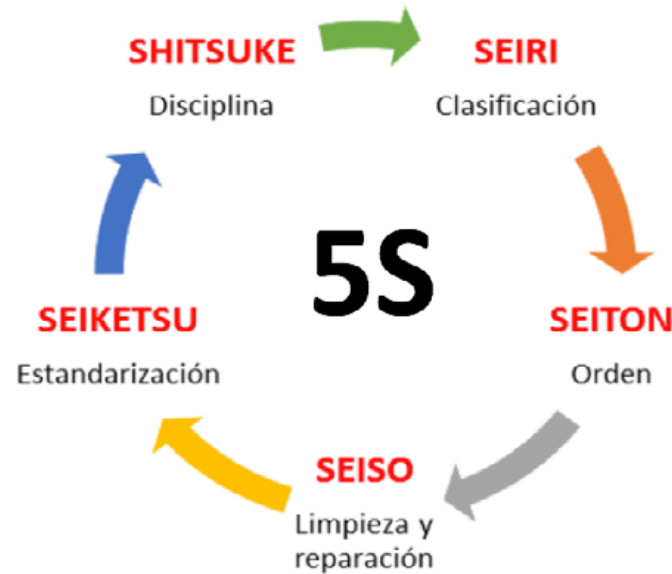 SHITSUKE
Disciplina
SEIRI
Clasificación
5S
SEIKETSU
Estandarización
SEITON
Orden
SEISO
Limpieza y
reparación